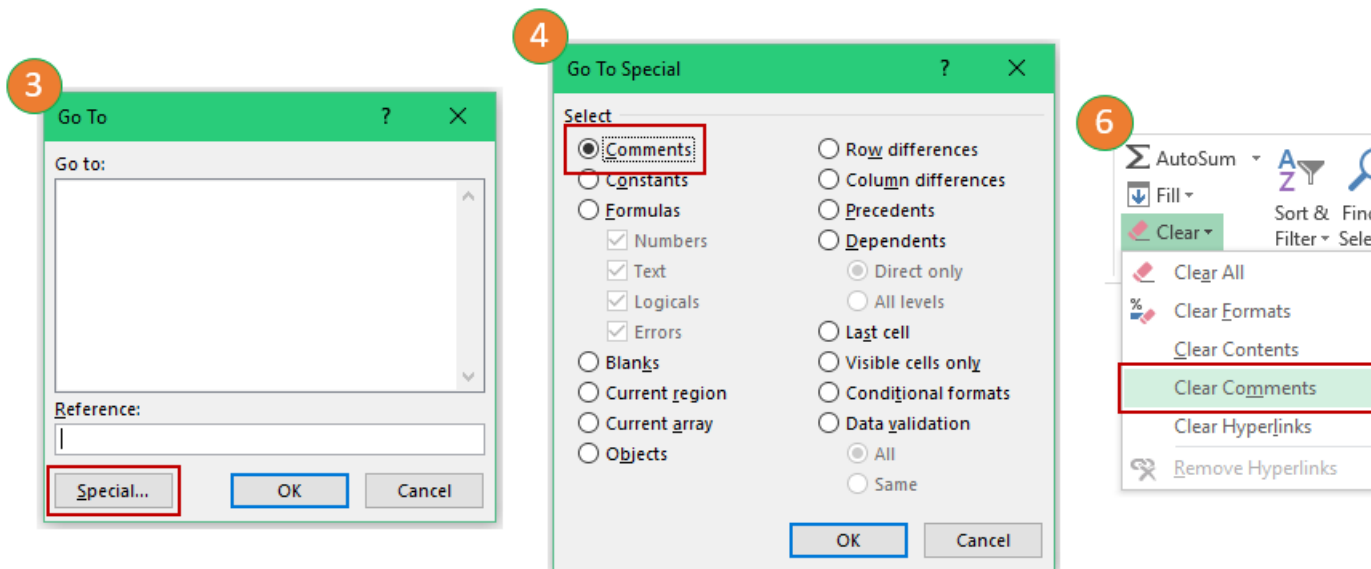 3
Go To ? ×
Go to:
Reference:
Special...
OK
Cancel
4
Go To Special ? ×
Select
Comments
Constants
Formulas
Numbers
Text
Logicals
Errors
Blanks
Current region
Current array
Objects
Row differences
Column differences
Precedents
Dependents
Direct only
All levels
Last cell
Visible cells only
Conditional formats
Data validation
All
Same
OK
Cancel
6
Σ AutoSum
Fill
Clear
A
Z
Sort &
Filter
Clear All
% Clear Formats
Clear Contents
Clear Comments
Clear Hyperlinks
Remove Hyperlinks